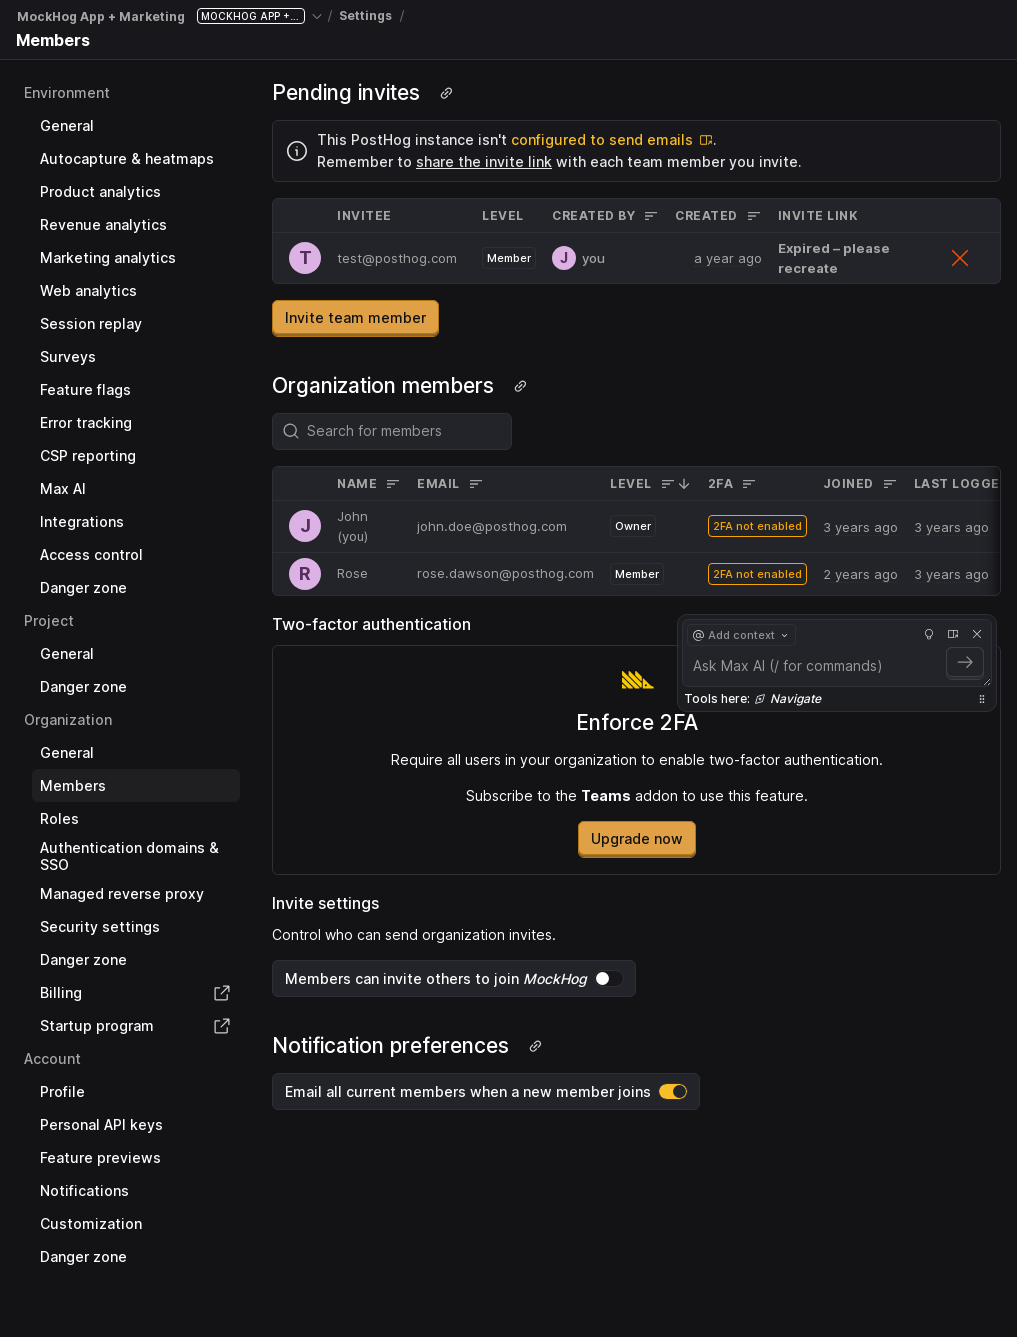 MockHog App + Marketing MOCKHOG APP +... / Settings /
Members
Environment
General
Autocapture & heatmaps
Product analytics
Revenue analytics
Marketing analytics
Web analytics
Session replay
Surveys
Feature flags
Error tracking
CSP reporting
Max AI
Integrations
Access control
Danger zone
Project
General
Danger zone
Organization
General
Members
Roles
Authentication domains &
SSO
Managed reverse proxy
Security settings
Danger zone
Billing
Startup program
Account
Profile
Personal API keys
Feature previews
Notifications
Customization
Danger zone
Pending invites
This PostHog instance isn't configured to send emails.
Remember to share the invite link with each team member you invite.
INVITEE LEVEL CREATED BY CREATED INVITE LINK
T test@posthog.com Member J you a year ago Expired – please
recreate
Invite team member
Organization members
Search for members
NAME EMAIL LEVEL 2FA JOINED LAST LOGGE
J John
(you) john.doe@posthog.com Owner 2FA not enabled 3 years ago 3 years ago
R Rose rose.dawson@posthog.com Member 2FA not enabled 2 years ago 3 years ago
Two-factor authentication
@ Add context
Ask Max AI (/ for commands)
Tools here: Navigate
Enforce 2FA
Require all users in your organization to enable two-factor authentication.
Subscribe to the Teams addon to use this feature.
Upgrade now
Invite settings
Control who can send organization invites.
Members can invite others to join MockHog
Notification preferences
Email all current members when a new member joins